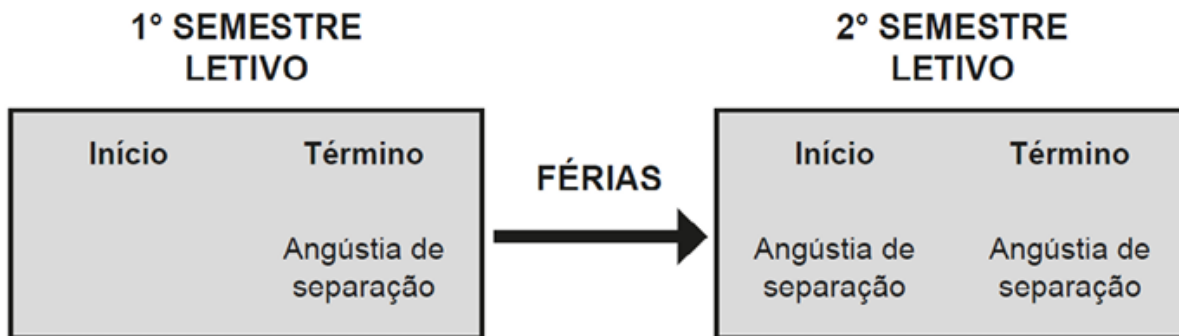 1° SEMESTRE
LETIVO
Início
Término
Angústia de
separação
FÉRIAS
2° SEMESTRE
LETIVO
Início
Término
Angústia de
separação
Angústia de
separação